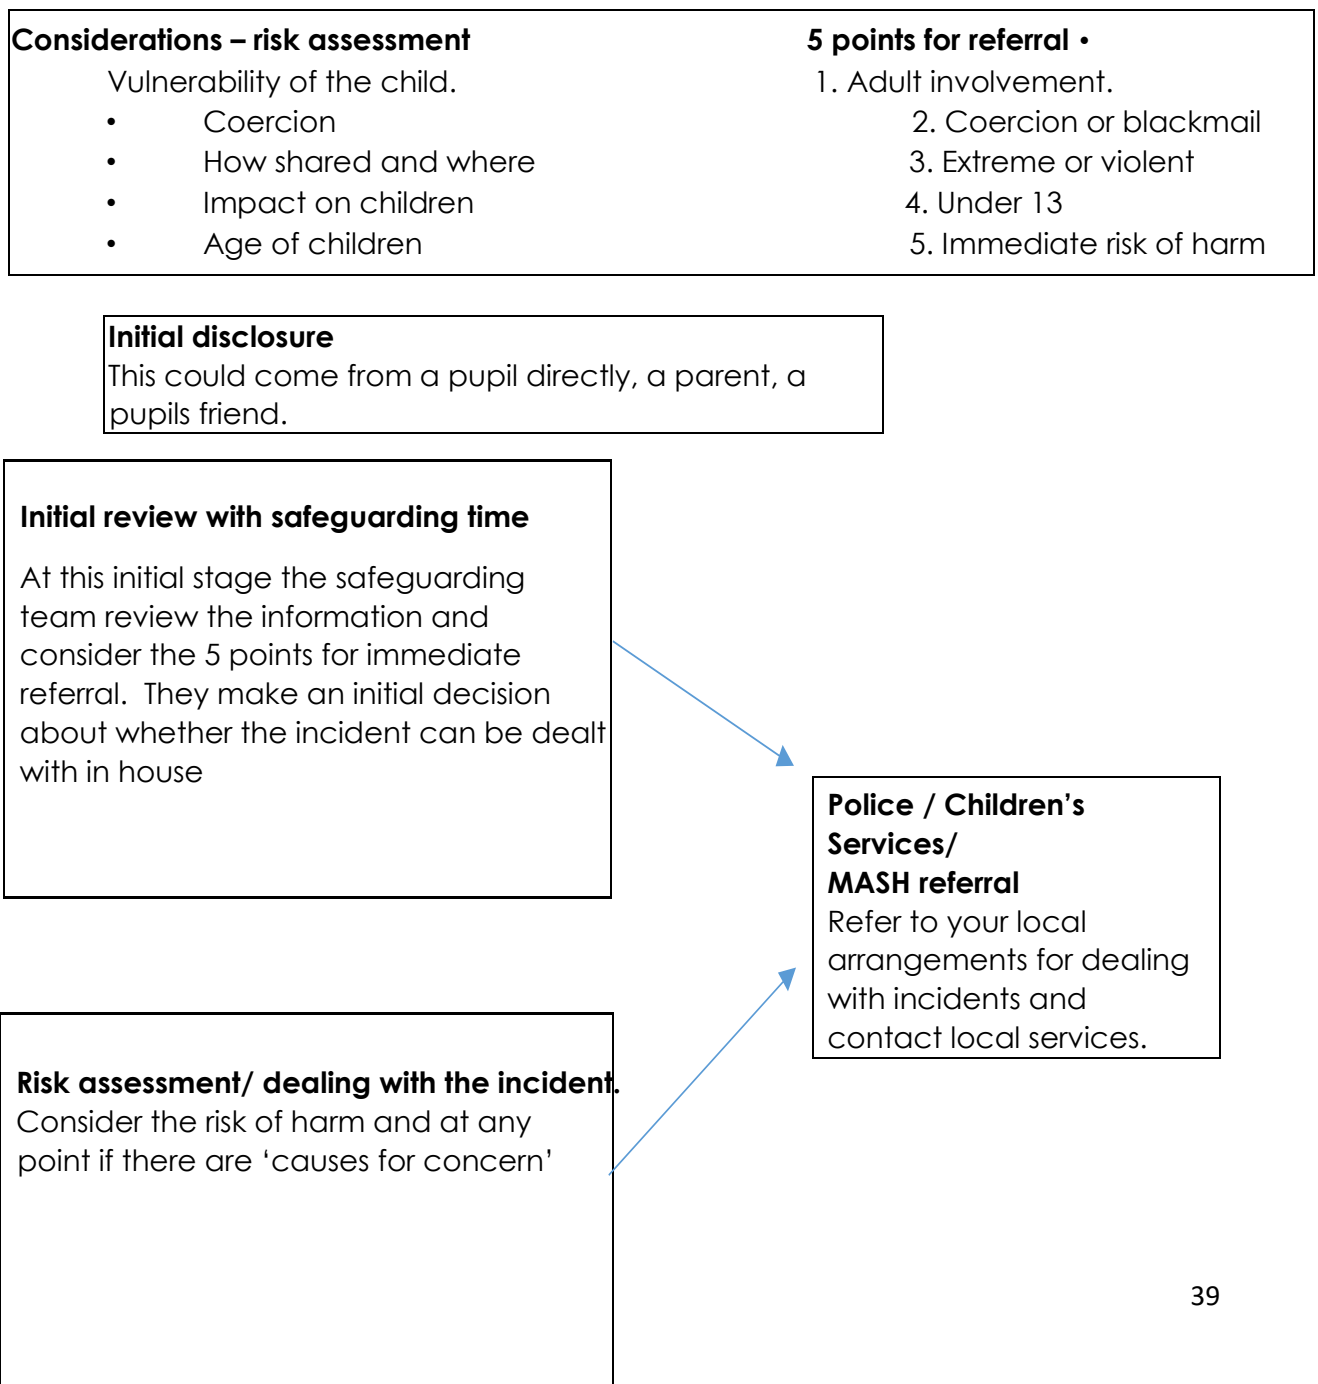 Considerations – risk assessment 5 points for referral •
Vulnerability of the child. 1. Adult involvement.
• Coercion 2. Coercion or blackmail
• How shared and where 3. Extreme or violent
• Impact on children 4. Under 13
• Age of children 5. Immediate risk of harm
Initial disclosure
This could come from a pupil directly, a parent, a
pupils friend.
Initial review with safeguarding time
At this initial stage the safeguarding
team review the information and
consider the 5 points for immediate
referral. They make an initial decision
about whether the incident can be dealt
with in house
Police / Children’s
Services/
MASH referral
Refer to your local
arrangements for dealing
with incidents and
contact local services.
Risk assessment/ dealing with the incident.
Consider the risk of harm and at any
point if there are ‘causes for concern’
39